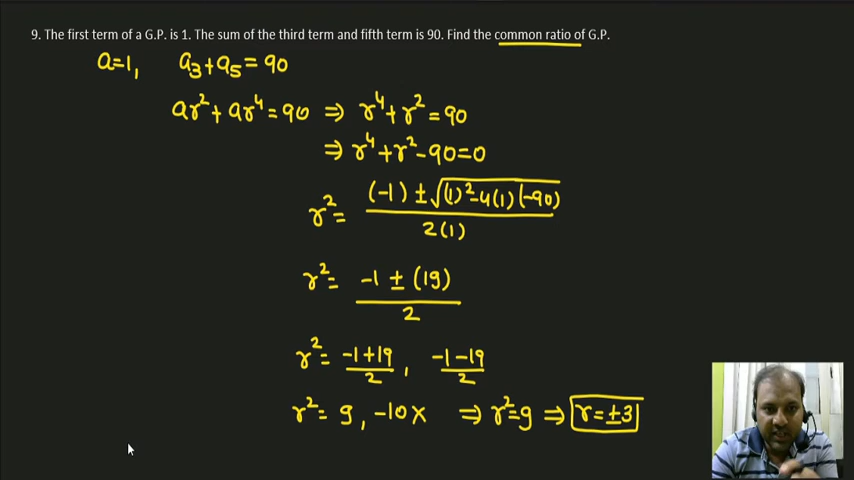 9. The first term of a G.P. is 1. The sum of the third term and fifth term is 90. Find the common ratio of G.P.
a=1, a₃+a₅=90
ar²+ar⁴=90 ⇒ r⁴+r²=90
⇒ r⁴+r²-90=0
r²= (-1) ± √(1)²-4(1)(-90) / 2(1)
r²= -1 ± (19) / 2
r²= -1+19 / 2 , -1-19 / 2
r²= 9, -10x ⇒ r²=9 ⇒ r=±3